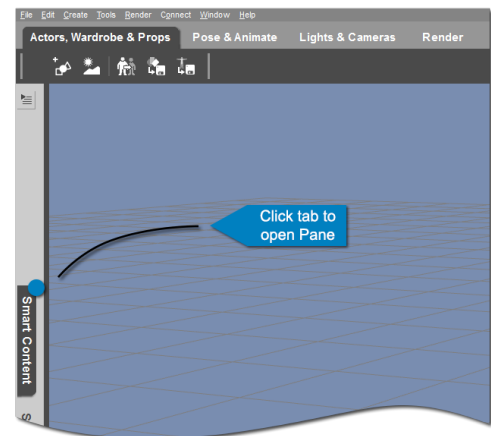 File Edit Create Tools Render Connect Window Help
Actors, Wardrobe & Props Pose & Animate Lights & Cameras Render
Click tab to
open Pane
Smart Content
S